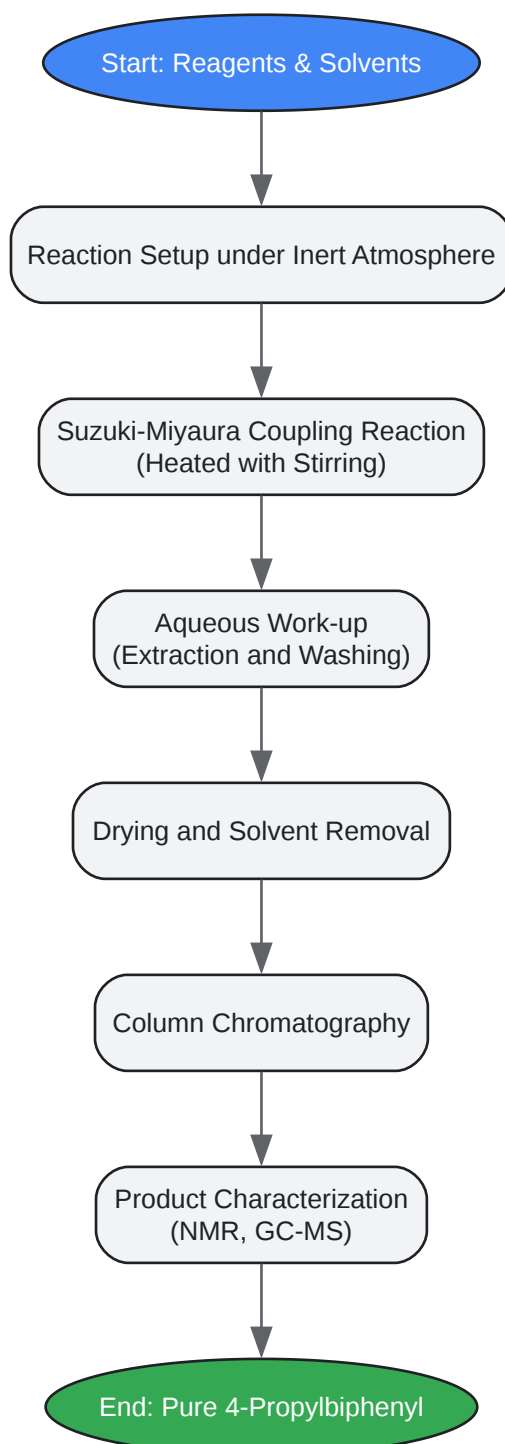 Start: Reagents & Solvents
Reaction Setup under Inert Atmosphere
Suzuki-Miyaura Coupling Reaction
(Heated with Stirring)
Aqueous Work-up
(Extraction and Washing)
Drying and Solvent Removal
Column Chromatography
Product Characterization
(NMR, GC-MS)
End: Pure 4-Propylbiphenyl